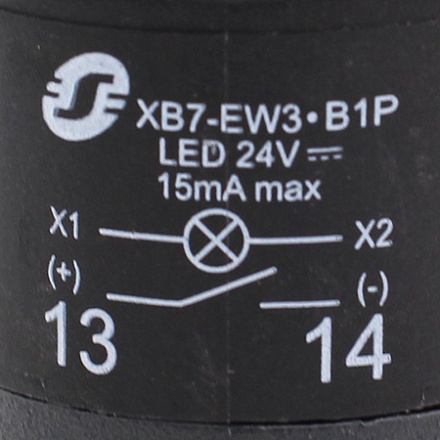 XB7-EW3•B1P
LED 24V ⎓
15mA max
X1 X2
(+) (-)
13 14